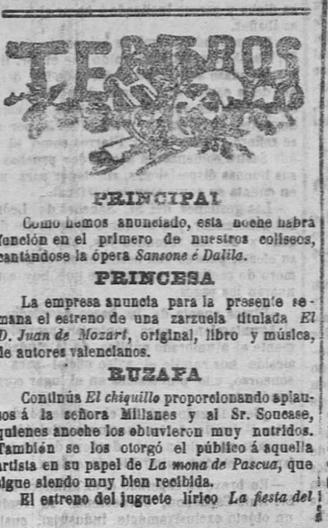 TEATROS
PRINCIPAL
Como hemos anunciado, esta noche habrá
función en el primero de nuestros coliseos,
cantándose la ópera Sansone é Dalila.
PRINCESA
La empresa anuncia para la presente se-
mana el estreno de una zarzuela titulada El
D. Juan de Mozart, original, libro y música,
de autores valencianos.
RUZAFA
Continúa El chiquillo proporcionando aplau-
sos á la señora Millanes y al Sr. Soucase,
quienes anoche los obtuvieron muy nutridos.
También se los otorgó el público á aquella
artista en su papel de La mona de Pascua, que
sigue siendo muy bien recibida.
El estreno del juguete lírico La fiesta del